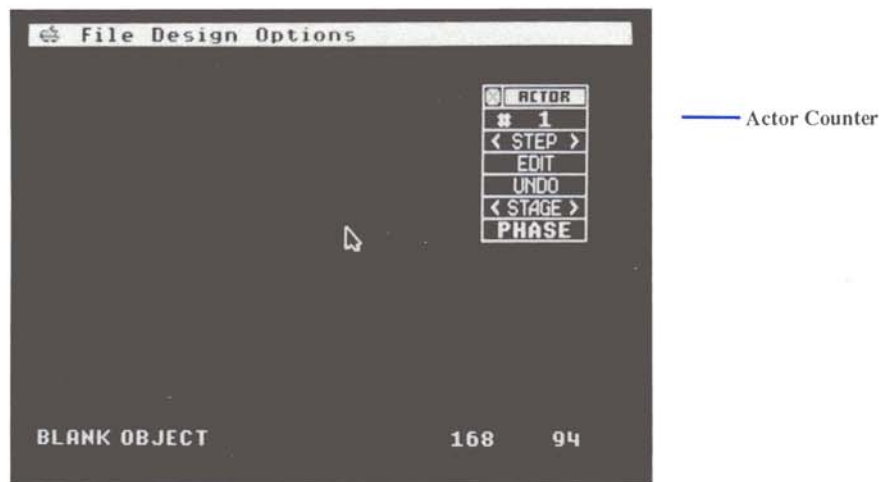 File Design Options
ACTOR
# 1
Actor Counter
< STEP >
EDIT
UNDO
< STAGE >
PHASE
BLANK OBJECT 168 94